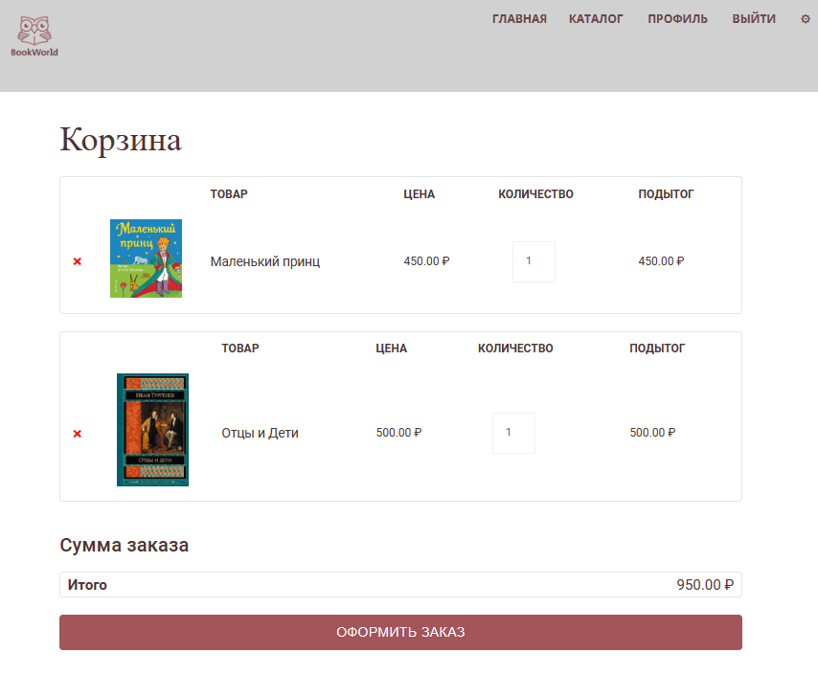 BookWorld
ГЛАВНАЯ КАТАЛОГ ПРОФИЛЬ ВЫЙТИ
Корзина
ТОВАР ЦЕНА КОЛИЧЕСТВО ПОДЫТОГ
Маленький
принц
× Маленький принц 450.00 ₽ 1 450.00 ₽
ТОВАР ЦЕНА КОЛИЧЕСТВО ПОДЫТОГ
ИВАН ТУРГЕНЕВ
× Отцы и Дети 500.00 ₽ 1 500.00 ₽
ОТЦЫ И ДЕТИ
Сумма заказа
Итого 950.00 ₽
ОФОРМИТЬ ЗАКАЗ